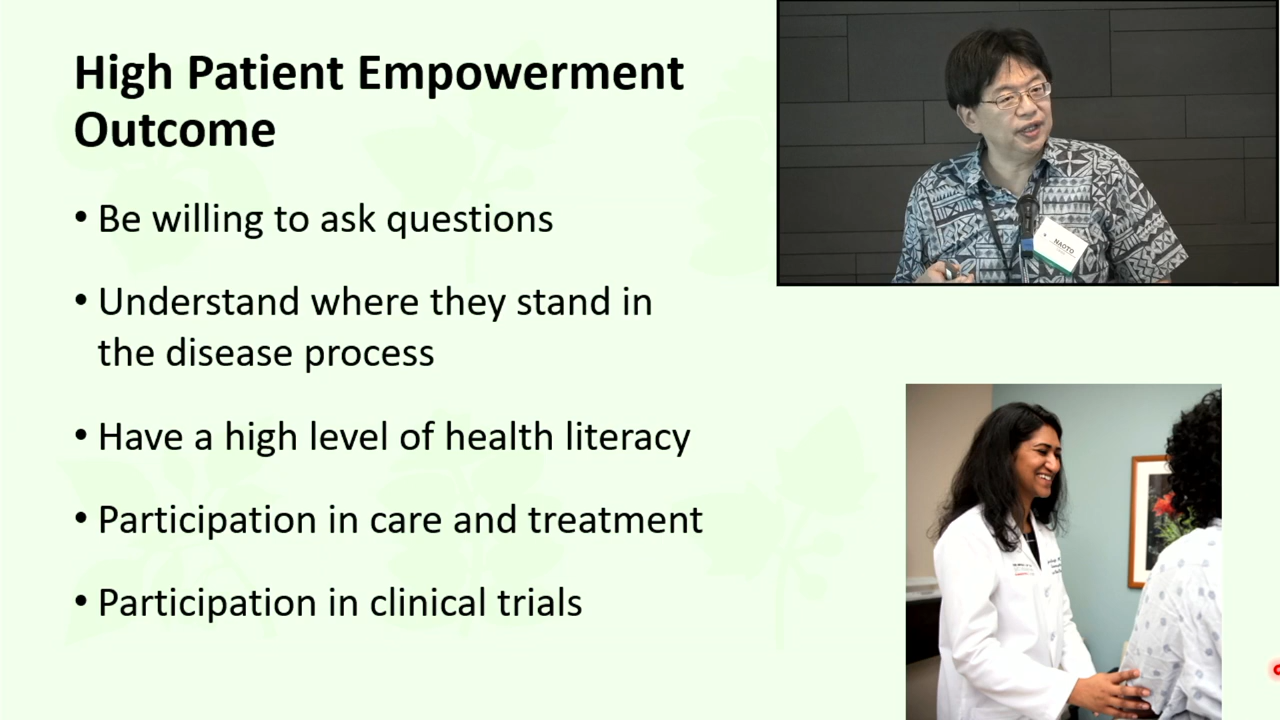 High Patient Empowerment
Outcome
• Be willing to ask questions
• Understand where they stand in
the disease process
• Have a high level of health literacy
• Participation in care and treatment
• Participation in clinical trials
NAOTO